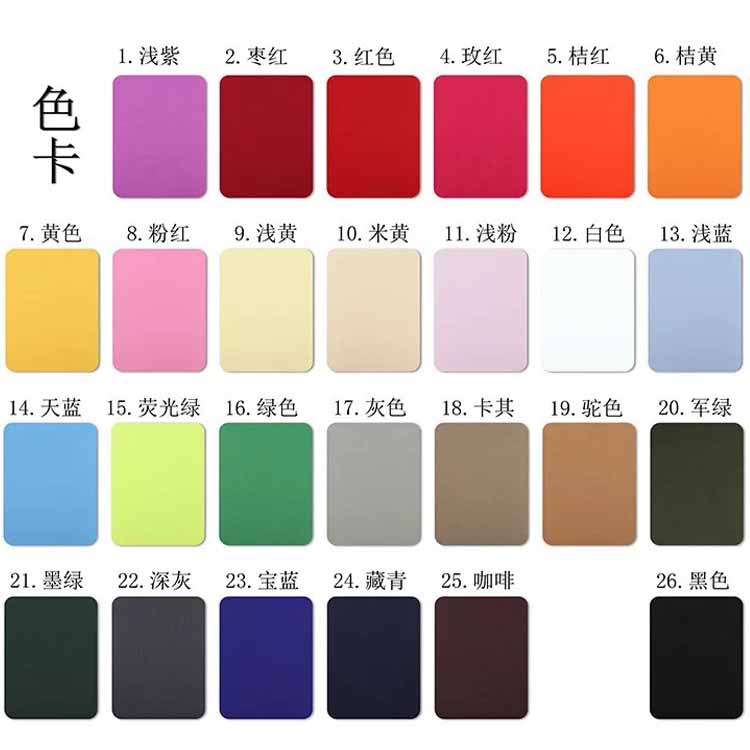 色卡
1.浅紫 2.枣红 3.红色 4.玫红 5.桔红 6.桔黄
7.黄色 8.粉红 9.浅黄 10.米黄 11.浅粉 12.白色 13.浅蓝
14.天蓝 15.荧光绿 16.绿色 17.灰色 18.卡其 19.驼色 20.军绿
21.墨绿 22.深灰 23.宝蓝 24.藏青 25.咖啡 26.黑色